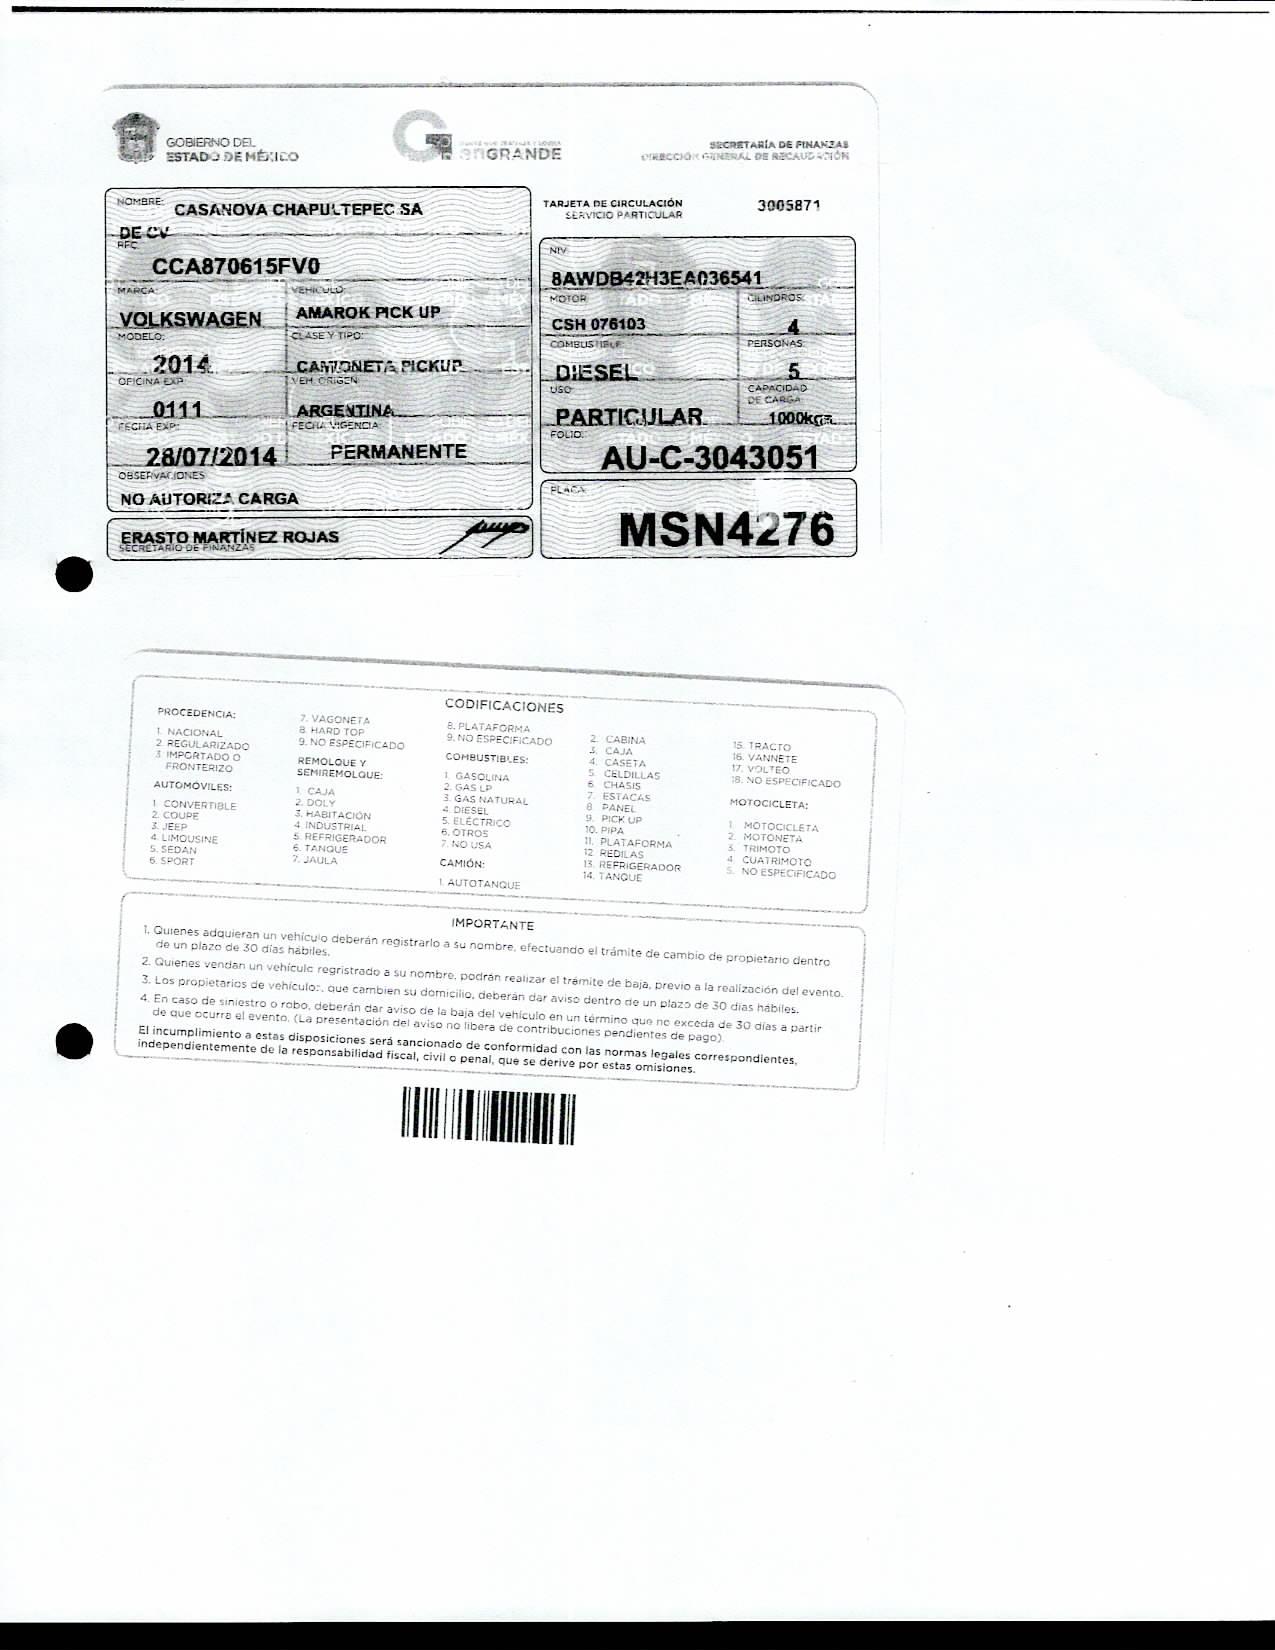 GOBIERNO DEL
ESTADO DE MÉXICO
enGRANDE
SECRETARÍA DE FINANZAS
DIRECCIÓN GENERAL DE RECAUDACIÓN
NOMBRE: CASANOVA CHAPULTEPEC SA
DE CV
RFC:
CCA870615FV0
MARCA: VEHICULO:
VOLKSWAGEN AMAROK PICK UP
MODELO: CLASE Y TIPO:
2014 CAMIONETA PICKUP
OFICINA EXP. VEH. ORIGEN:
0111 ARGENTINA
FECHA EXP.: FECHA VIGENCIA:
28/07/2014 PERMANENTE
OBSERVACIONES
NO AUTORIZA CARGA
ERASTO MARTÍNEZ ROJAS
SECRETARIO DE FINANZAS
TARJETA DE CIRCULACIÓN 3005871
SERVICIO PARTICULAR
NIV
8AWDB42H3EA036541
MOTOR CILINDROS:
CSH 076103 4
COMBUSTIBLE PERSONAS:
DIESEL 5
USO CAPACIDAD
DE CARGA:
PARTICULAR 1000kgs.
FOLIO:
AU-C-3043051
PLACA
MSN4276
CODIFICACIONES
PROCEDENCIA:
1. NACIONAL
2. REGULARIZADO
3. IMPORTADO O
FRONTERIZO
AUTOMÓVILES:
1. CONVERTIBLE
2. COUPE
3. JEEP
4. LIMOUSINE
5. SEDAN
6. SPORT
7. VAGONETA
8. HARD TOP
9. NO ESPECIFICADO
REMOLQUE Y
SEMIREMOLQUE:
1. CAJA
2. DOLY
3. HABITACIÓN
4. INDUSTRIAL
5. REFRIGERADOR
6. TANQUE
7. JAULA
8. PLATAFORMA
9. NO ESPECIFICADO
COMBUSTIBLES:
1. GASOLINA
2. GAS LP
3. GAS NATURAL
4. DIESEL
5. ELÉCTRICO
6. OTROS
7. NO USA
CAMIÓN:
1. AUTOTANQUE
2. CABINA
3. CAJA
4. CASETA
5. CELDILLAS
6. CHASIS
7. ESTACAS
8. PANEL
9. PICK UP
10. PIPA
11. PLATAFORMA
12. REDILAS
13. REFRIGERADOR
14. TANQUE
15. TRACTO
16. VANNETE
17. VOLTEO
18. NO ESPECIFICADO
MOTOCICLETA:
1. MOTOCICLETA
2. MOTONETA
3. TRIMOTO
4. CUATRIMOTO
5. NO ESPECIFICADO
IMPORTANTE
1. Quienes adquieran un vehículo deberán registrarlo a su nombre, efectuando el trámite de cambio de propietario dentro
de un plazo de 30 días hábiles.
2. Quienes vendan un vehículo regristrado a su nombre, podrán realizar el trámite de baja, previo a la realización del evento.
3. Los propietarios de vehículos, que cambien su domicilio, deberán dar aviso dentro de un plazo de 30 días hábiles.
4. En caso de siniestro o robo, deberán dar aviso de la baja del vehículo en un término que no exceda de 30 días a partir
de que ocurra el evento. (La presentación del aviso no libera de contribuciones pendientes de pago).
El incumplimiento a estas disposiciones será sancionado de conformidad con las normas legales correspondientes,
independientemente de la responsabilidad fiscal, civil o penal, que se derive por estas omisiones.